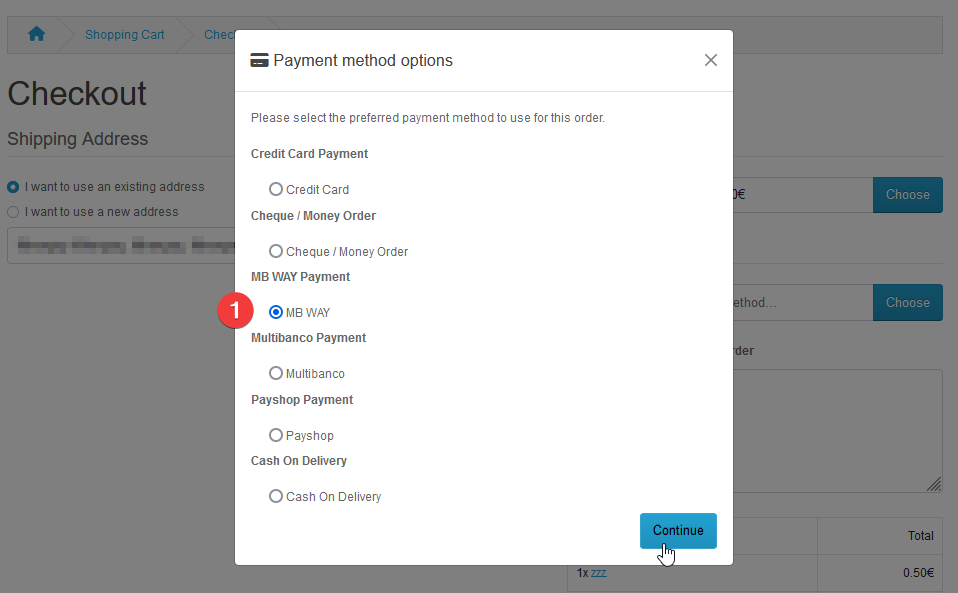 Shopping Cart
Chec
Payment method options
Checkout
Shipping Address
Please select the preferred payment method to use for this order.
Credit Card Payment
I want to use an existing address
Credit Card
0€
Choose
I want to use a new address
Cheque / Money Order
Cheque / Money Order
MB WAY Payment
1
MB WAY
ethod...
Choose
Multibanco Payment
rder
Multibanco
Payshop Payment
Payshop
Cash On Delivery
Cash On Delivery
Continue
Total
1x zzz
0.50€